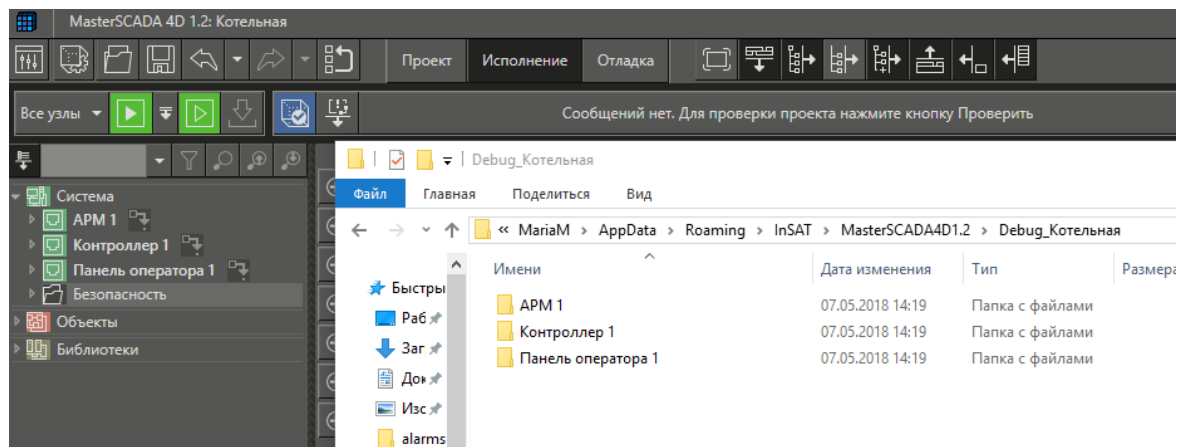 MasterSCADA 4D 1.2: Котельная
Проект Исполнение Отладка
Все узлы Сообщений нет. Для проверки проекта нажмите кнопку Проверить
Debug_Котельная
Файл Главная Поделиться Вид
« MariaM > AppData > Roaming > InSAT > MasterSCADA4D1.2 > Debug_Котельная
Система
АРМ 1
Контроллер 1
Панель оператора 1
Безопасность
Объекты
Библиотеки
Имени Дата изменения Тип Размера
Быстры
Раб
Заг
Док
Изс
alarms
АРМ 1 07.05.2018 14:19 Папка с файлами
Контроллер 1 07.05.2018 14:19 Папка с файлами
Панель оператора 1 07.05.2018 14:19 Папка с файлами